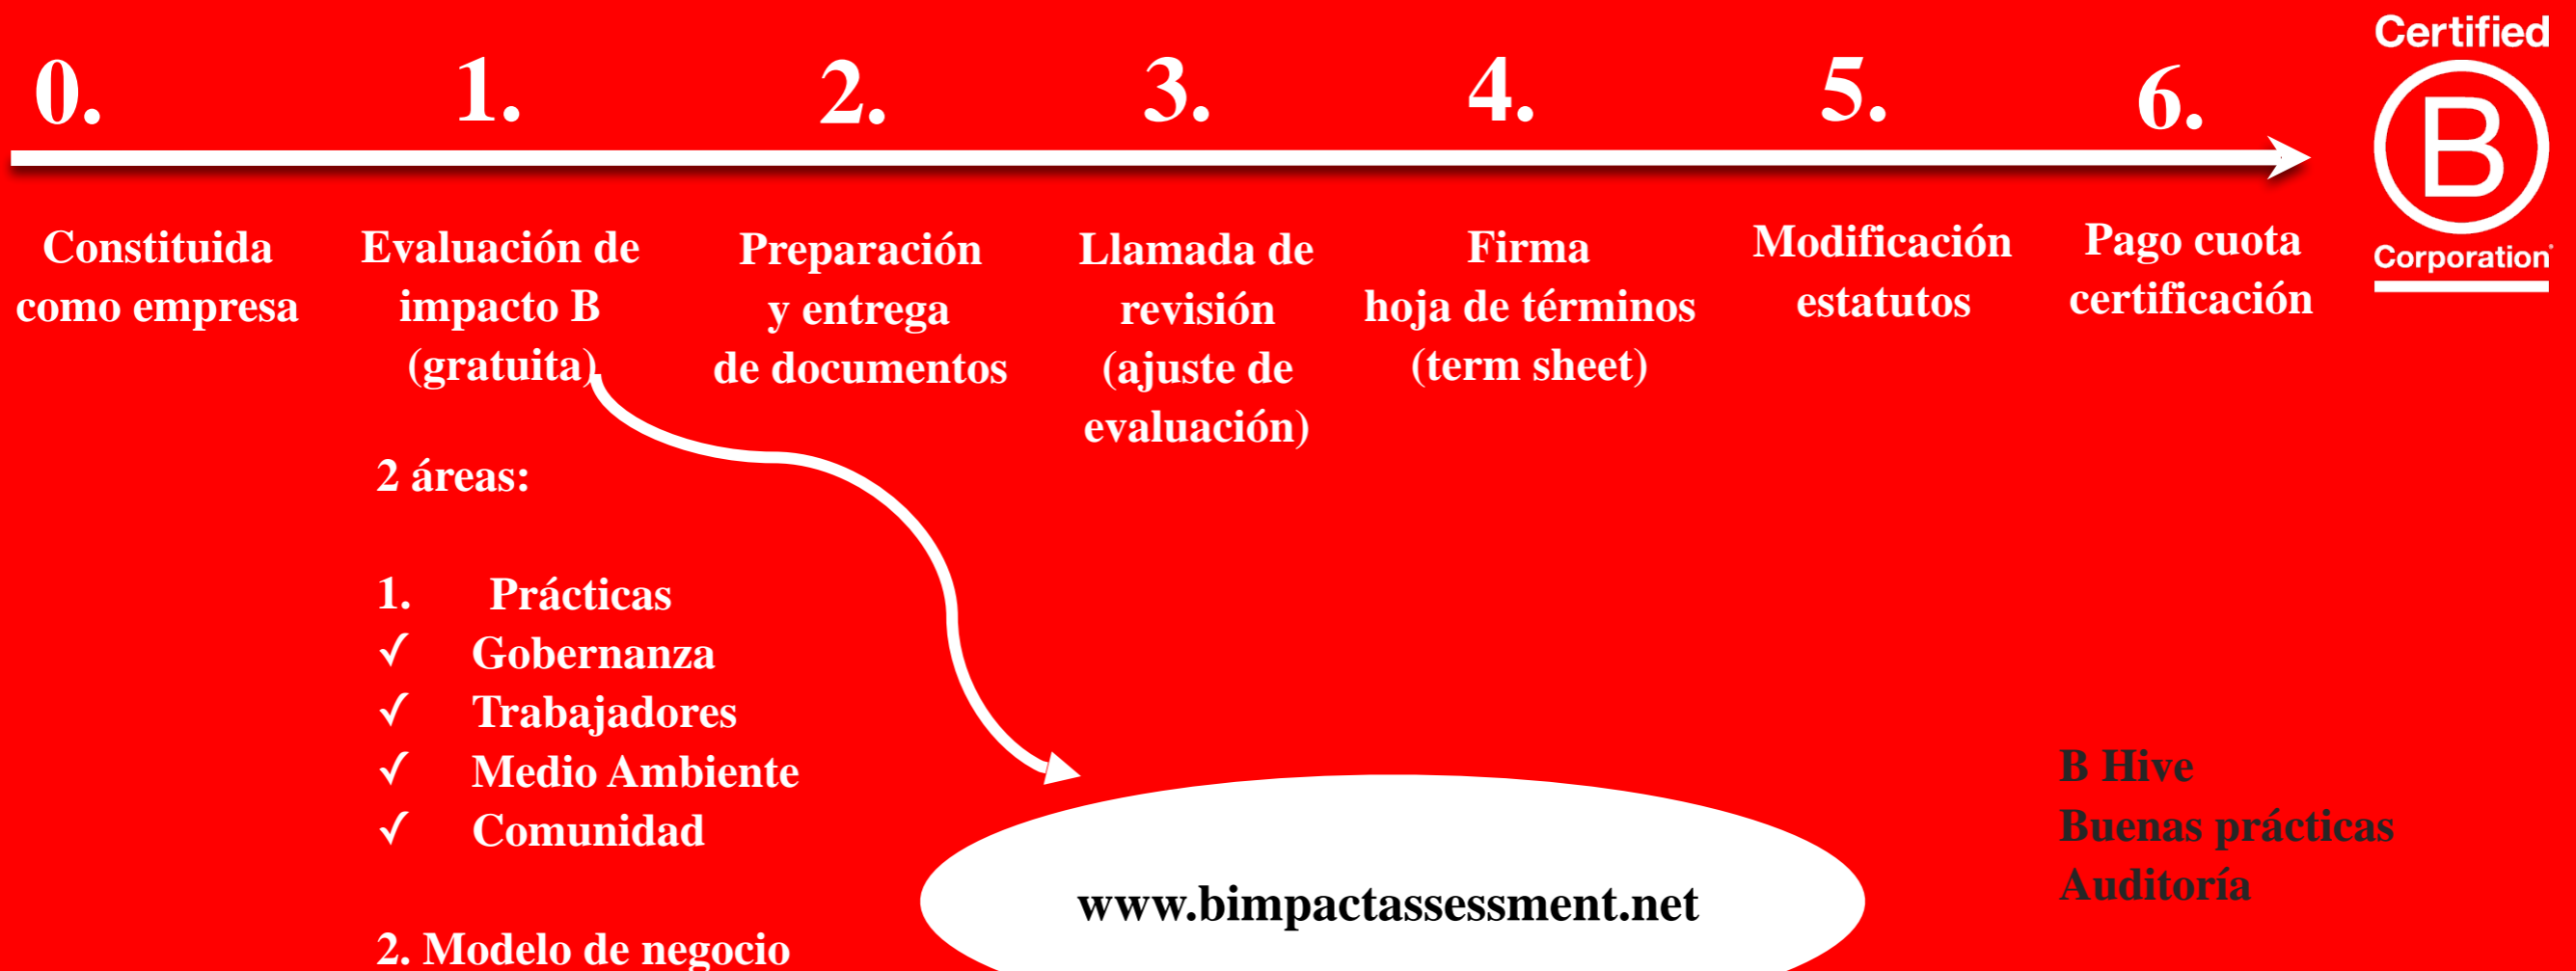 0.
1.
2.
3.
4.
5.
6.
Certified
B
Corporation
Constituida
como empresa
Evaluación de
impacto B
(gratuita)
Preparación
y entrega
de documentos
Llamada de
revisión
(ajuste de
evaluación)
Firma
hoja de términos
(term sheet)
Modificación
estatutos
Pago cuota
certificación
2 áreas:
1. Prácticas
✓ Gobernanza
✓ Trabajadores
✓ Medio Ambiente
✓ Comunidad
2. Modelo de negocio
www.bimpactassessment.net
B Hive
Buenas prácticas
Auditoría